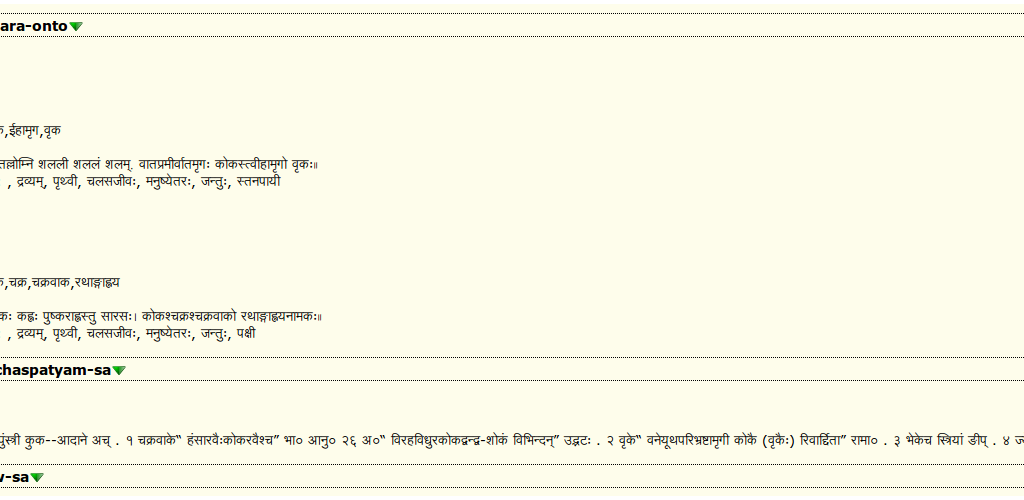 ara-onto
,ईहामृग,वृक
तल्लोम्नि शलली शललं शलम्. वातप्रमीर्वातमृगः कोकस्त्वीहामृगो वृकः॥
, द्रव्यम्, पृथ्वी, चलसजीवः, मनुष्येतरः, जन्तुः, स्तनपायी
,चक्र,चक्रवाक,रथाङ्गाह्वय
कः कह्वः पुष्कराह्वस्तु सारसः। कोकश्चक्रश्चक्रवाको रथाङ्गाह्वयनामकः॥
, द्रव्यम्, पृथ्वी, चलसजीवः, मनुष्येतरः, जन्तुः, पक्षी
chaspatyam-sa
पुंस्त्री कुक--आदाने अच् . १ चक्रवाके“ हंसारवैःकोकरवैश्च” भा० आनु० २६ अ०“ विरहविधुरकोकद्वन्द्व-शोकं विभिन्दन्” उद्भटः . २ वृके“ वनेयूथपरिभ्रष्टामृगी कोकै (वृकैः) रिवार्द्दिता” रामा० . ३ भेकेच स्त्रियां ङीप् . ४
v-sa